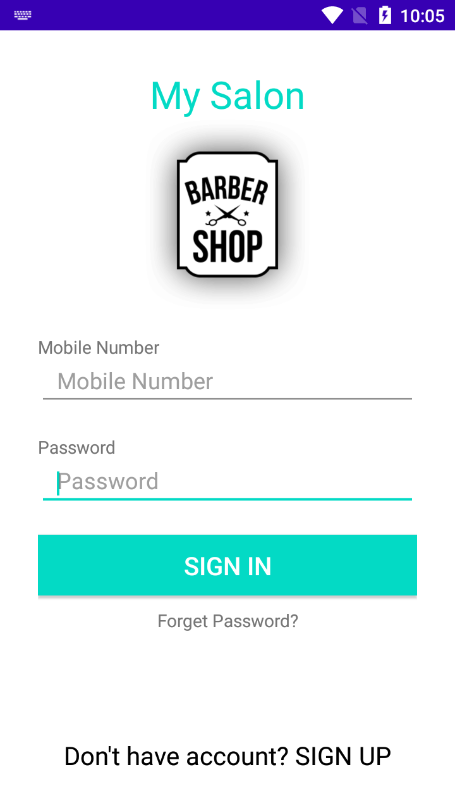 10:05
My Salon
BARBER
SHOP
Mobile Number
Mobile Number
Password
Password
SIGN IN
Forget Password?
Don't have account? SIGN UP